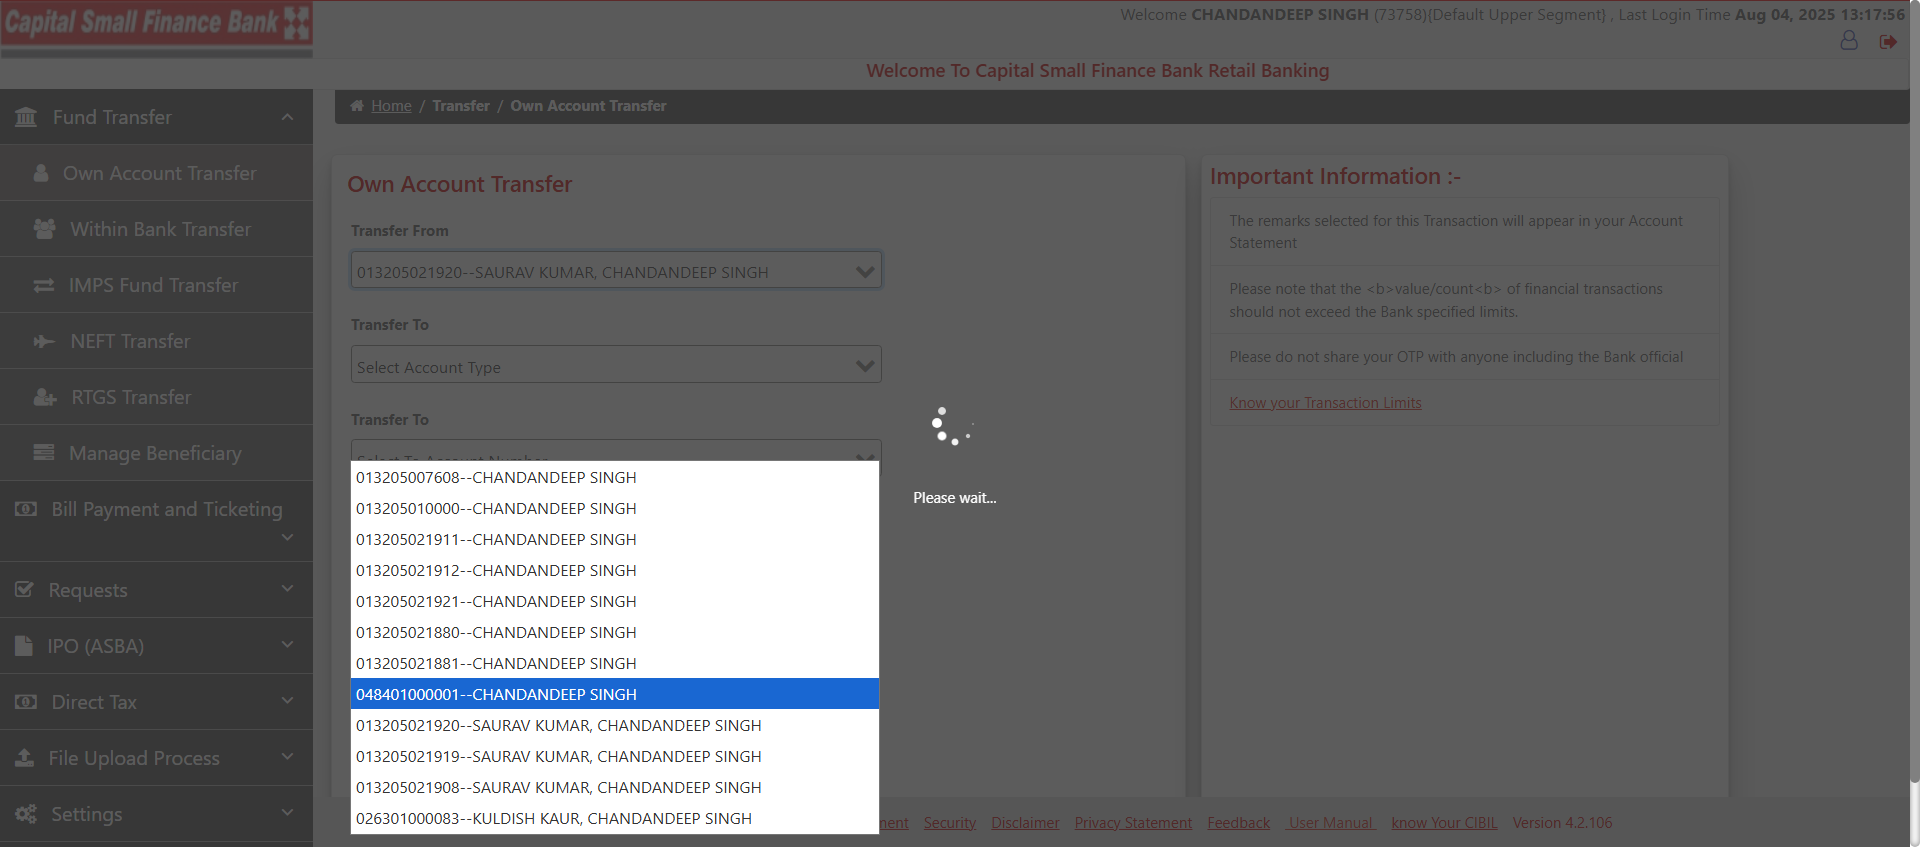 Capital Small Finance Bank
Welcome CHANDANDEEP SINGH (73758){Default Upper Segment} , Last Login Time Aug 04, 2025 13:17:56
Welcome To Capital Small Finance Bank Retail Banking
Home / Transfer / Own Account Transfer
Fund Transfer
Own Account Transfer
Within Bank Transfer
IMPS Fund Transfer
NEFT Transfer
RTGS Transfer
Manage Beneficiary
Bill Payment and Ticketing
Requests
IPO (ASBA)
Direct Tax
File Upload Process
Settings
Own Account Transfer
Transfer From
013205021920--SAURAV KUMAR, CHANDANDEEP SINGH
Transfer To
Select Account Type
Transfer To
Select To Account Number
013205007608--CHANDANDEEP SINGH
013205010000--CHANDANDEEP SINGH
013205021911--CHANDANDEEP SINGH
013205021912--CHANDANDEEP SINGH
013205021921--CHANDANDEEP SINGH
013205021880--CHANDANDEEP SINGH
013205021881--CHANDANDEEP SINGH
048401000001--CHANDANDEEP SINGH
013205021920--SAURAV KUMAR, CHANDANDEEP SINGH
013205021919--SAURAV KUMAR, CHANDANDEEP SINGH
013205021908--SAURAV KUMAR, CHANDANDEEP SINGH
026301000083--KULDISH KAUR, CHANDANDEEP SINGH
Please wait...
Important Information :-
The remarks selected for this Transaction will appear in your Account
Statement
Please note that the <b>value/count<b> of financial transactions
should not exceed the Bank specified limits.
Please do not share your OTP with anyone including the Bank official
Know your Transaction Limits
Security Disclaimer Privacy Statement Feedback User Manual know Your CIBIL Version 4.2.106